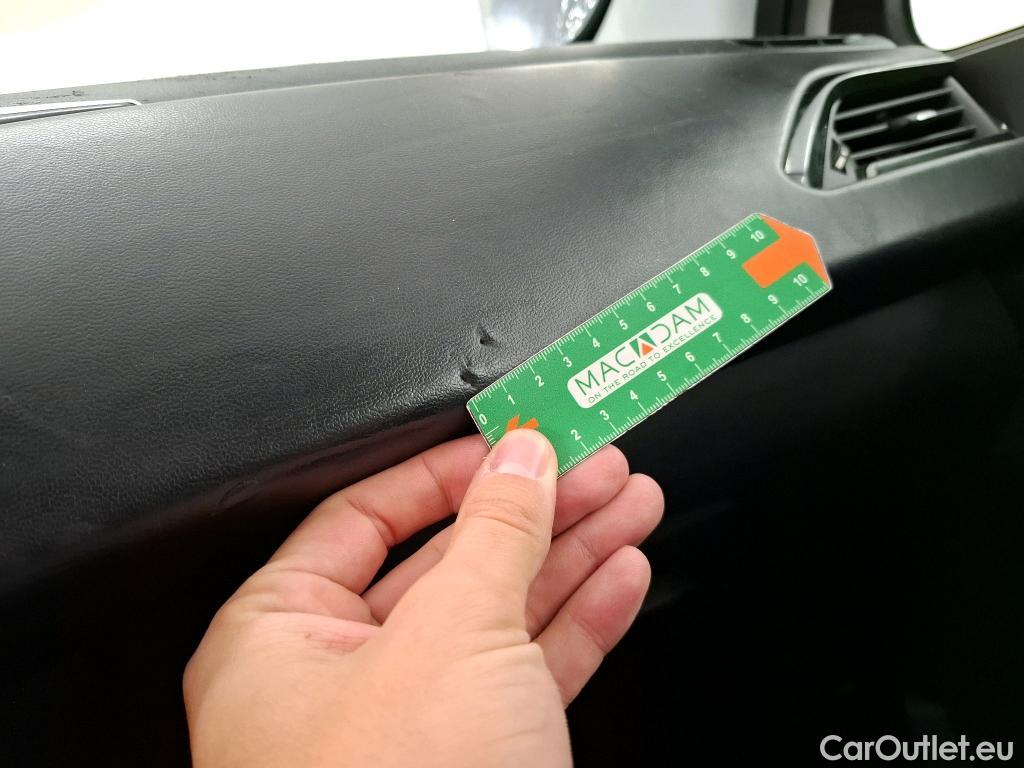 0 1 2 3 4 5 6 7 8 9 10
MACADAM
ON THE ROAD TO EXCELLENCE
2 3 4 5 6 7 8 9 10
CarOutlet.eu